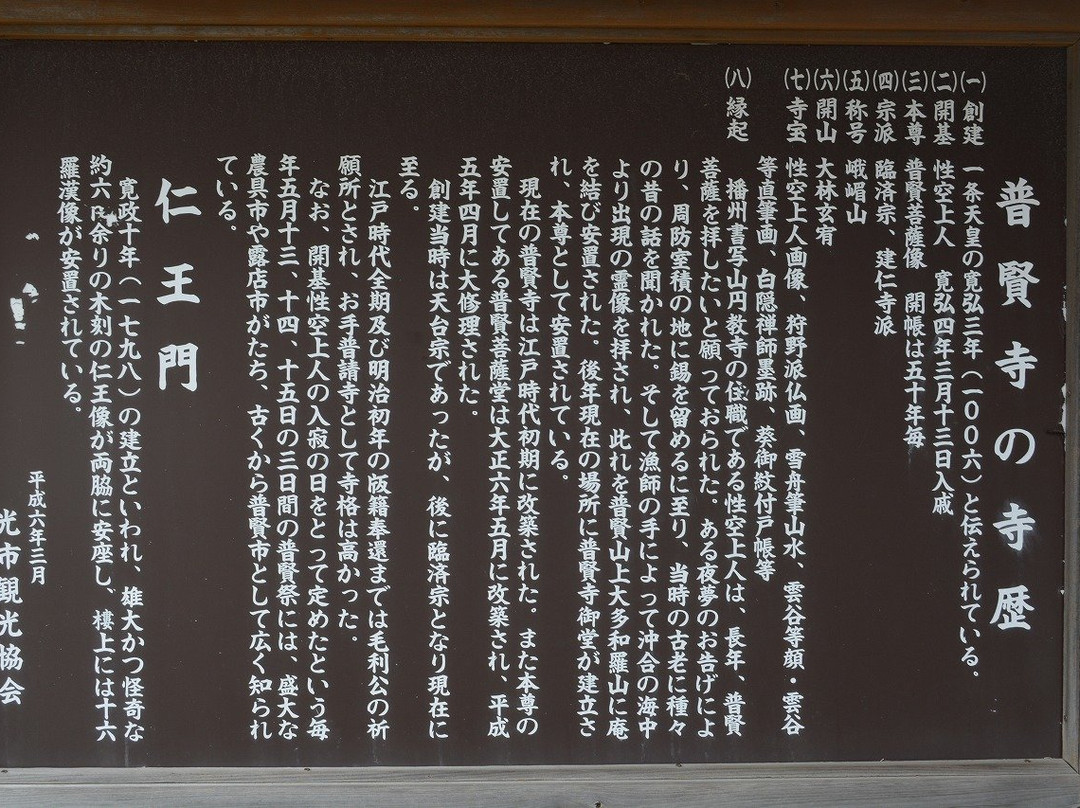 普賢寺の寺歴
(一)創建 一条天皇の寛弘三年(一〇〇六)と伝えられている。
(二)開基 性空上人 寛弘四年三月十三日入戚
(三)本尊 普賢菩薩像 開帳は五十年毎
(四)宗派 臨済宗、建仁寺派
(五)称号 峨嵋山
(六)開山 大林玄宥
(七)寺宝 性空上人画像、狩野派仏画、雪舟筆山水、雲谷等顔・雲谷
等直筆画、白隠禅師墨跡、葵御紋付戸帳等
(八)縁起 播州書写山円教寺の住職である性空上人は、長年、普賢
菩薩を拝したいと願っておられた。ある夜夢のお告げによ
り、周防室積の地に錫を留めるに至り、当時の古老に種々
の昔の話を聞かれた。そして漁師の手によって沖合の海中
より出現の霊像を拝され、此れを普賢山上大多和羅山に庵
を結び安置された。後年現在の場所に普賢寺御堂が建立さ
れ、本尊として安置されている。
現在の普賢寺は江戸時代初期に改築された。また本尊の
安置してある普賢菩薩堂は大正六年五月に改築され、平成
五年四月に大修理された。
創建当時は天台宗であったが、後に臨済宗となり現在に
至る。
江戸時代全期及び明治初年の版籍奉還までは毛利公の祈
願所とされ、お手普請寺として寺格は高かった。
なお、開基性空上人の入寂の日をとって定めたという毎
年五月十三、十四、十五日の三日間の普賢祭には、盛大な
農具市や露店市がたち、古くから普賢市として広く知られ
ている。
仁王門
寛政十年(一七九八)の建立といわれ、雄大かつ怪奇な
約六尺余りの木刻の仁王像が両脇に安座し、樓上には十六
羅漢像が安置されている。
平成六年三月
光市観光協会